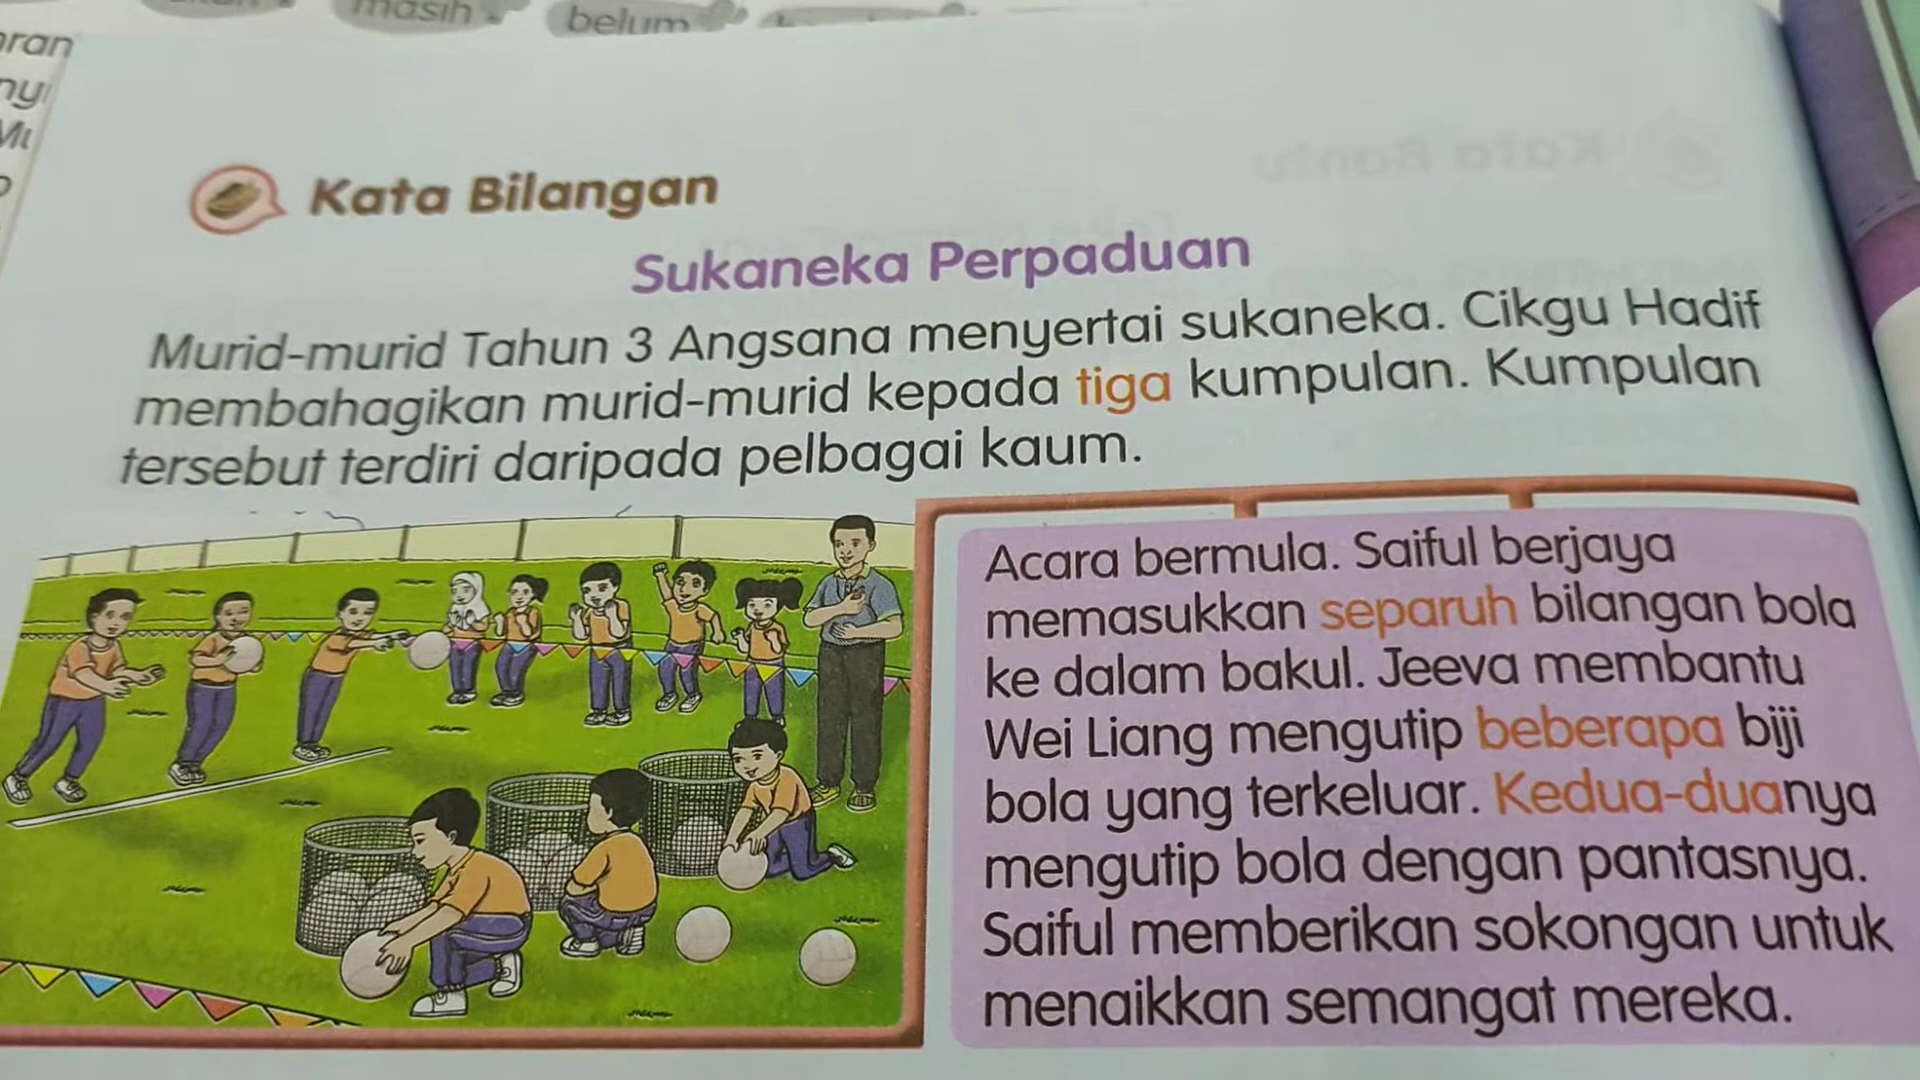 masih
belum
Kata Bilangan
Sukaneka Perpaduan
Murid-murid Tahun 3 Angsana menyertai sukaneka. Cikgu Hadif
membahagikan murid-murid kepada tiga kumpulan. Kumpulan
tersebut terdiri daripada pelbagai kaum.
Acara bermula. Saiful berjaya
memasukkan separuh bilangan bola
ke dalam bakul. Jeeva membantu
Wei Liang mengutip beberapa biji
bola yang terkeluar. Kedua-duanya
mengutip bola dengan pantasnya.
Saiful memberikan sokongan untuk
menaikkan semangat mereka.